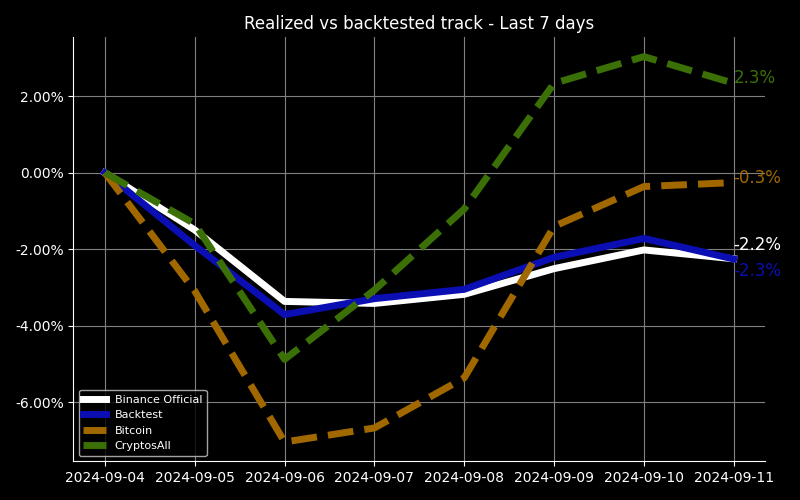 Realized vs backtested track - Last 7 days
2.00%
0.00%
-2.00%
-4.00%
-6.00%
2.3%
-0.3%
-2.2%
-2.3%
Binance Official
Backtest
Bitcoin
CryptosAll
2024-09-04 2024-09-05 2024-09-06 2024-09-07 2024-09-08 2024-09-09 2024-09-10 2024-09-11